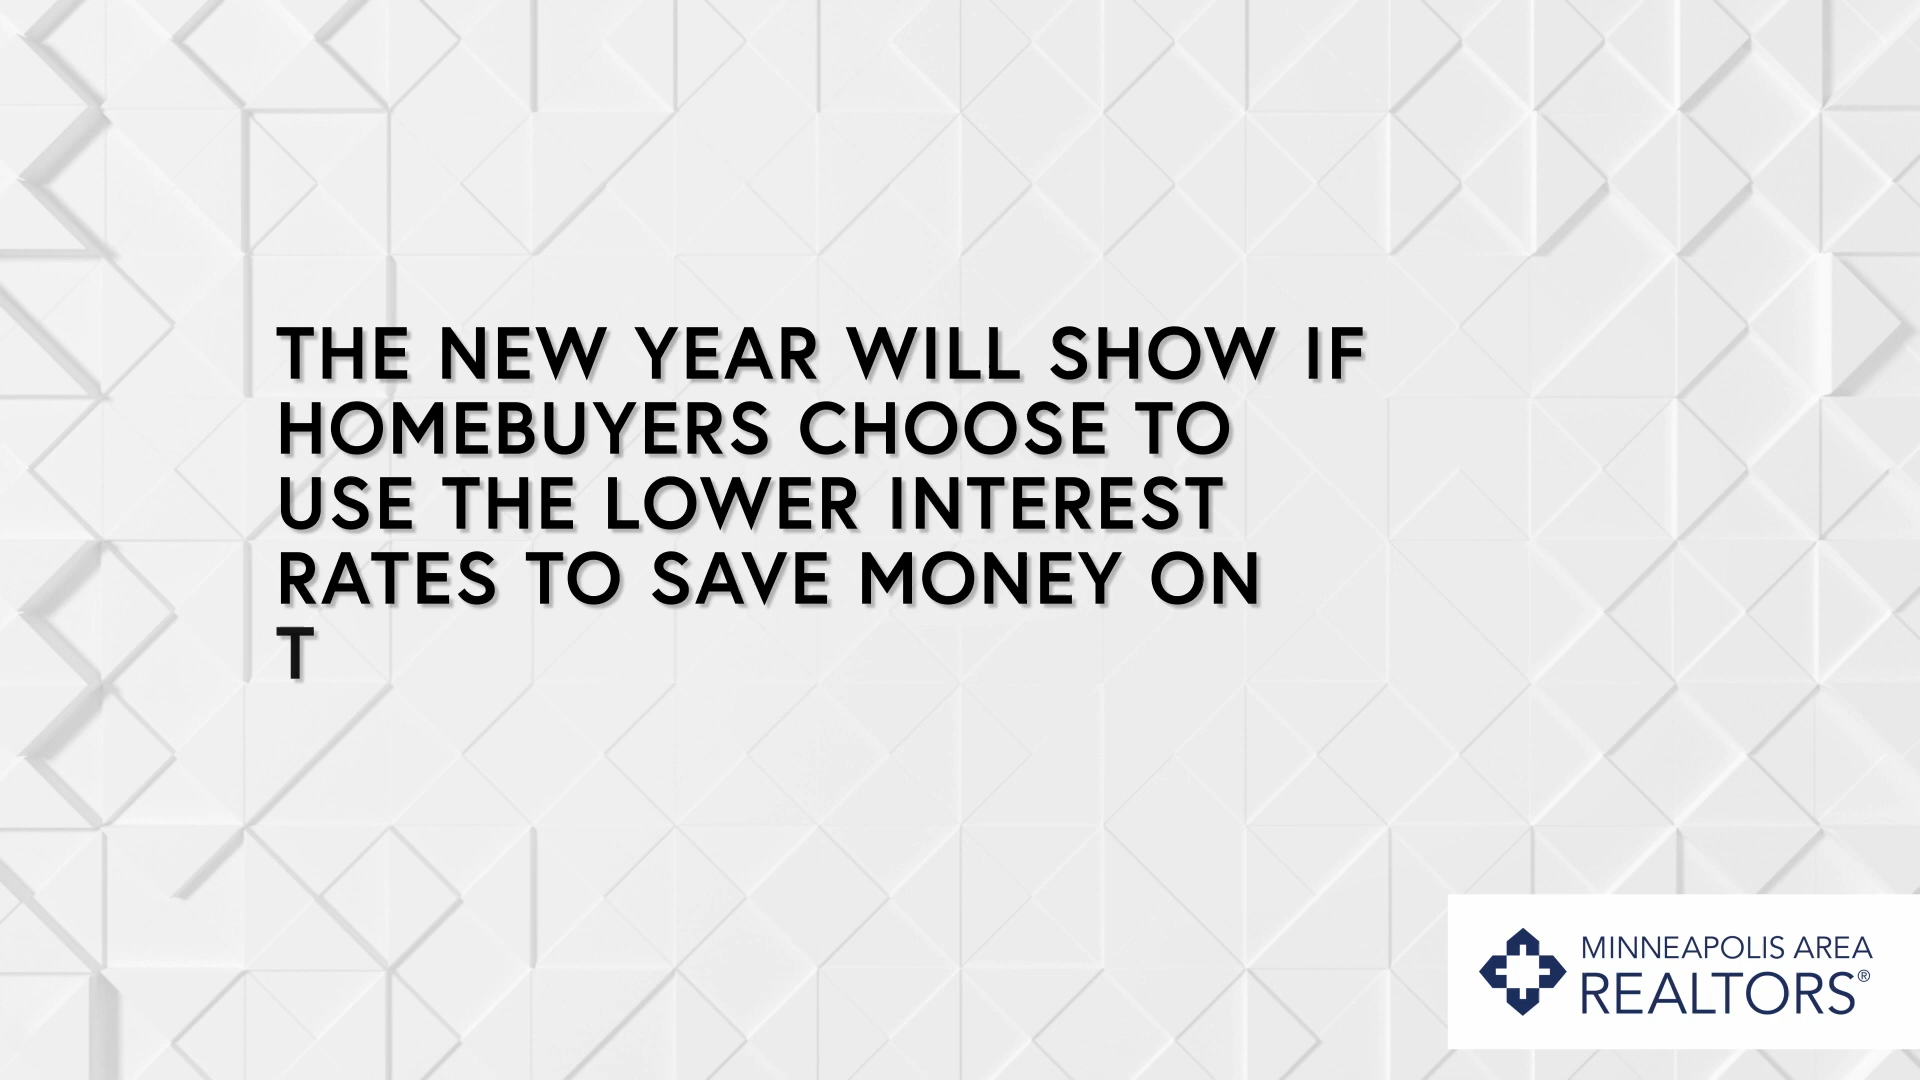 THE NEW YEAR WILL SHOW IF
HOMEBUYERS CHOOSE TO
USE THE LOWER INTEREST
RATES TO SAVE MONEY ON
T
MINNEAPOLIS AREA
REALTORS®